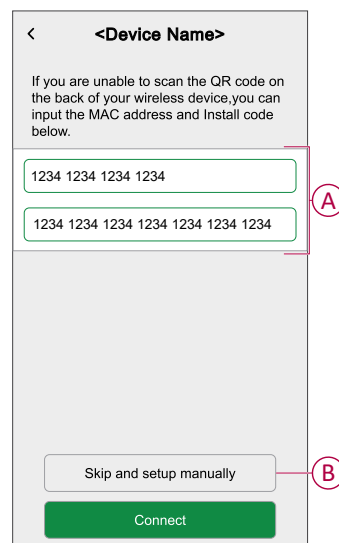 <
<Device Name>
If you are unable to scan the QR code on
the back of your wireless device,you can
input the MAC address and Install code
below.
1234 1234 1234 1234
A
1234 1234 1234 1234 1234 1234 1234
Skip and setup manually
B
Connect